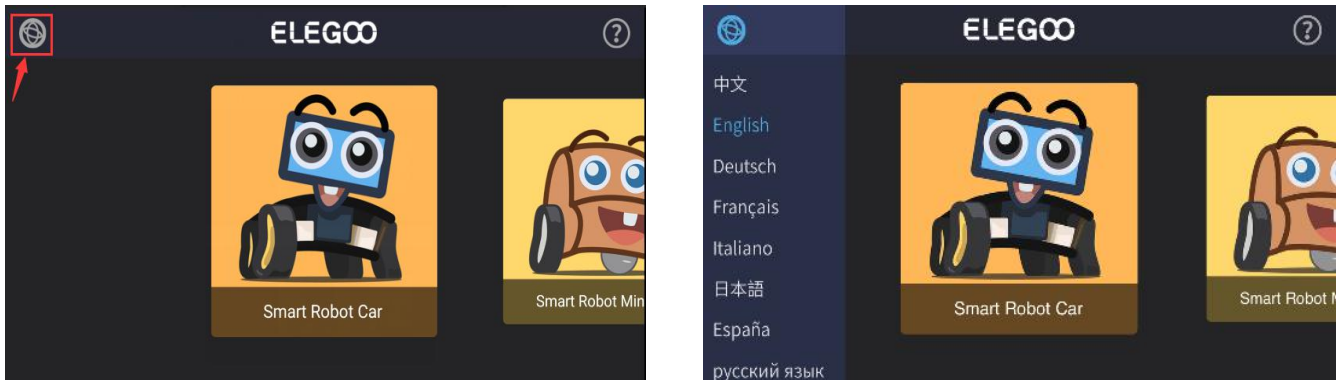 ELEGOO
?
Smart Robot Car
Smart Robot Min
ELEGOO
?
中文
English
Deutsch
Français
Italiano
日本語
España
русский язык
Smart Robot Car
Smart Robot M